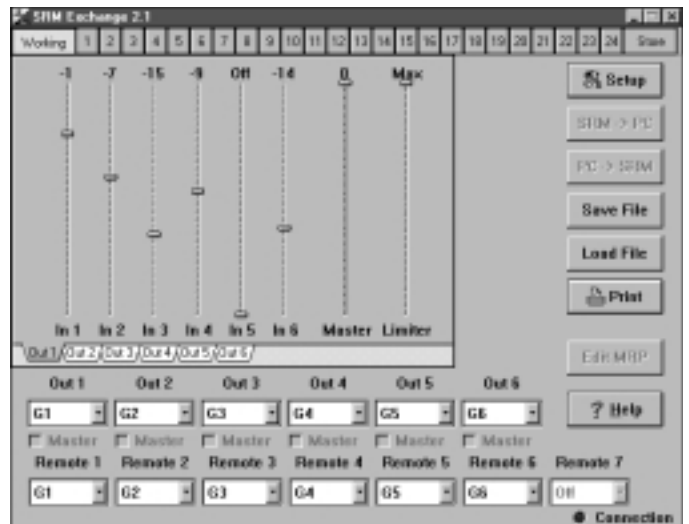 SRM Exchange 2.1
Working 1 2 3 4 5 6 7 8 9 10 11 12 13 14 15 16 17 18 19 20 21 22 23 24 Store
-1 -7 -15 -9 Off -14 0 Max
Setup
SRM -> PC
PC -> SRM
Save File
Load File
Print
In 1 In 2 In 3 In 4 In 5 In 6 Master Limiter
Out 1 Out 2 Out 3 Out 4 Out 5 Out 6
Edit MRP
Out 1 Out 2 Out 3 Out 4 Out 5 Out 6
G1 G2 G3 G4 G5 G6
? Help
Master Master Master Master Master Master
Remote 1 Remote 2 Remote 3 Remote 4 Remote 5 Remote 6 Remote 7
G1 G2 G3 G4 G5 G6 Off
Connection